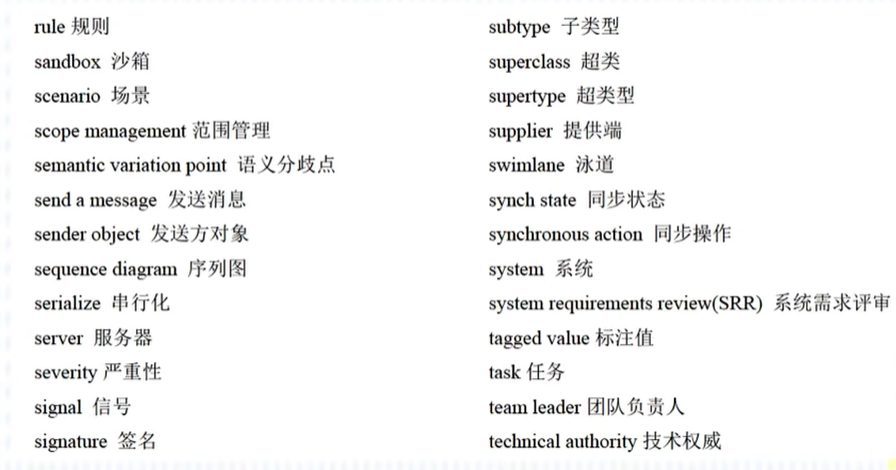 rule 规则
sandbox 沙箱
scenario 场景
scope management 范围管理
semantic variation point 语义分歧点
send a message 发送消息
sender object 发送方对象
sequence diagram 序列图
serialize 串行化
server 服务器
severity 严重性
signal 信号
signature 签名
subtype 子类型
superclass 超类
supertype 超类型
supplier 提供端
swimlane 泳道
synch state 同步状态
synchronous action 同步操作
system 系统
system requirements review(SRR) 系统需求评审
tagged value 标注值
task 任务
team leader 团队负责人
technical authority 技术权威